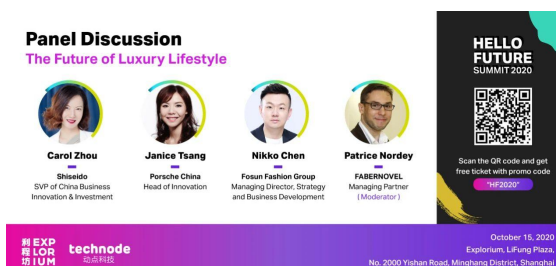 Panel Discussion
The Future of Luxury Lifestyle
Carol Zhou
Shiseido
SVP of China Business
Innovation & Investment
Janice Tsang
Porsche China
Head of Innovation
Nikko Chen
Fosun Fashion Group
Managing Director, Strategy
and Business Development
Patrice Nordey
FABERNOVEL
Managing Partner
( Moderator )
HELLO
FUTURE
SUMMIT 2020
Scan the QR code and get
free ticket with promo code
"HF2020"
利 EXP
程 LOR
坊 IUM
technode
动点科技
October 15, 2020
Explorium, LiFung Plaza,
No. 2000 Yishan Road, Minghang District, Shanghai